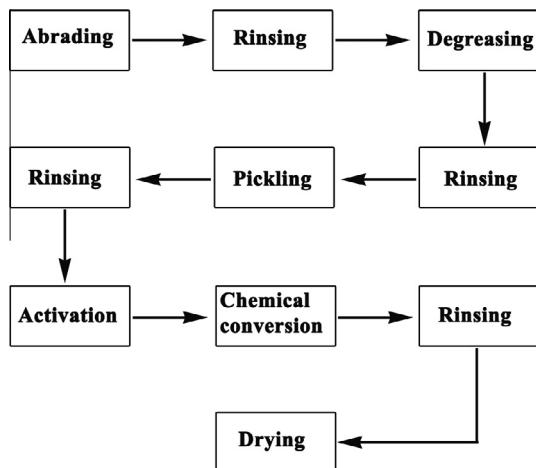 Abrading
Rinsing
Degreasing
Rinsing
Pickling
Rinsing
Activation
Chemical
conversion
Rinsing
Drying